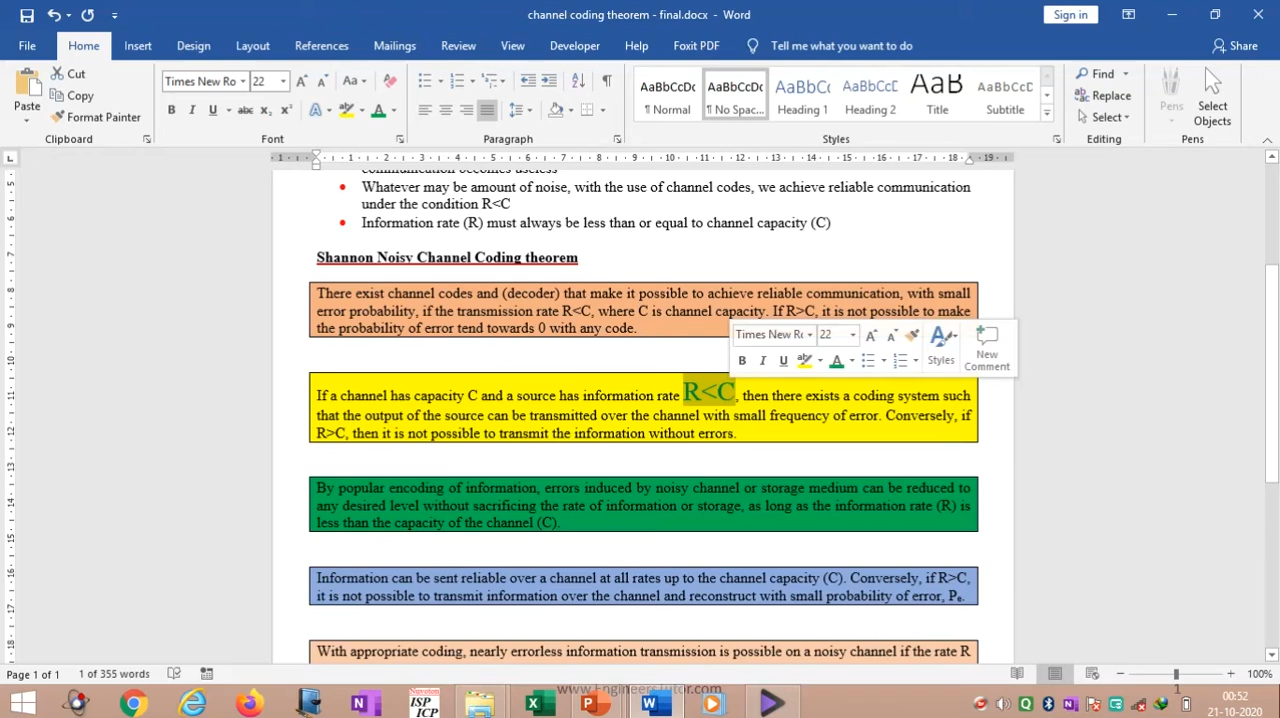 channel coding theorem - final.docx - Word
Sign in
File Home Insert Design Layout References Mailings Review View Developer Help Foxit PDF Tell me what you want to do Share
Paste
Cut
Copy
Format Painter
Clipboard
Times New Ro 22
Font
Paragraph
AaBbCcDc AaBbCcDc AaBbC AaBbCcD AaB AaBbCcD
¶ Normal ¶ No Spac... Heading 1 Heading 2 Title Subtitle
Styles
Find
Replace
Select
Editing
Pens
Pens
Select
Objects
communication becomes useless
• Whatever may be amount of noise, with the use of channel codes, we achieve reliable communication
under the condition R<C
• Information rate (R) must always be less than or equal to channel capacity (C)
Shannon Noisy Channel Coding theorem
There exist channel codes and (decoder) that make it possible to achieve reliable communication, with small
error probability, if the transmission rate R<C, where C is channel capacity. If R>C, it is not possible to make
the probability of error tend towards 0 with any code.
Times New Ro 22
Styles
New
Comment
If a channel has capacity C and a source has information rate R<C, then there exists a coding system such
that the output of the source can be transmitted over the channel with small frequency of error. Conversely, if
R>C, then it is not possible to transmit the information without errors.
By popular encoding of information, errors induced by noisy channel or storage medium can be reduced to
any desired level without sacrificing the rate of information or storage, as long as the information rate (R) is
less than the capacity of the channel (C).
Information can be sent reliable over a channel at all rates up to the channel capacity (C). Conversely, if R>C,
it is not possible to transmit information over the channel and reconstruct with small probability of error, Pₑ.
With appropriate coding, nearly errorless information transmission is possible on a noisy channel if the rate R
Page 1 of 1 1 of 355 words 100%
www.EngineersTutor.com
Nuvoton
ISP
ICP
00:52
21-10-2020